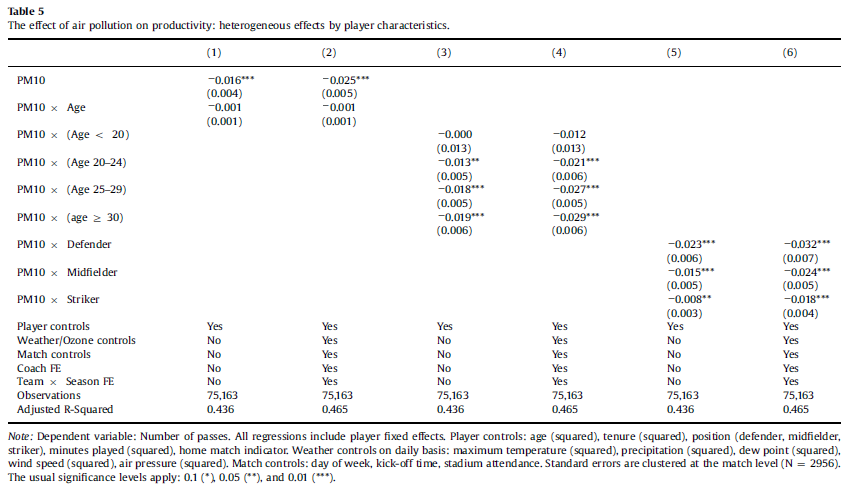 Table 5
The effect of air pollution on productivity: heterogeneous effects by player characteristics.
(1) (2) (3) (4) (5) (6)
PM10 −0.016*** −0.025***
(0.004) (0.005)
PM10 × Age −0.001 −0.001
(0.001) (0.001)
PM10 × (Age < 20) −0.000 −0.012
(0.013) (0.013)
PM10 × (Age 20–24) −0.013** −0.021***
(0.005) (0.006)
PM10 × (Age 25–29) −0.018*** −0.027***
(0.005) (0.005)
PM10 × (age ≥ 30) −0.019*** −0.029***
(0.006) (0.006)
PM10 × Defender −0.023*** −0.032***
(0.006) (0.007)
PM10 × Midfielder −0.015*** −0.024***
(0.005) (0.005)
PM10 × Striker −0.008** −0.018***
(0.003) (0.004)
Player controls Yes Yes Yes Yes Yes Yes
Weather/Ozone controls No Yes No Yes No Yes
Match controls No Yes No Yes No Yes
Coach FE No Yes No Yes No Yes
Team × Season FE No Yes No Yes No Yes
Observations 75,163 75,163 75,163 75,163 75,163 75,163
Adjusted R-Squared 0.436 0.465 0.436 0.465 0.436 0.465
Note: Dependent variable: Number of passes. All regressions include player fixed effects. Player controls: age (squared), tenure (squared), position (defender, midfielder,
striker), minutes played (squared), home match indicator. Weather controls on daily basis: maximum temperature (squared), precipitation (squared), dew point (squared),
wind speed (squared), air pressure (squared). Match controls: day of week, kick-off time, stadium attendance. Standard errors are clustered at the match level (N = 2956).
The usual significance levels apply: 0.1 (*), 0.05 (**), and 0.01 (***).